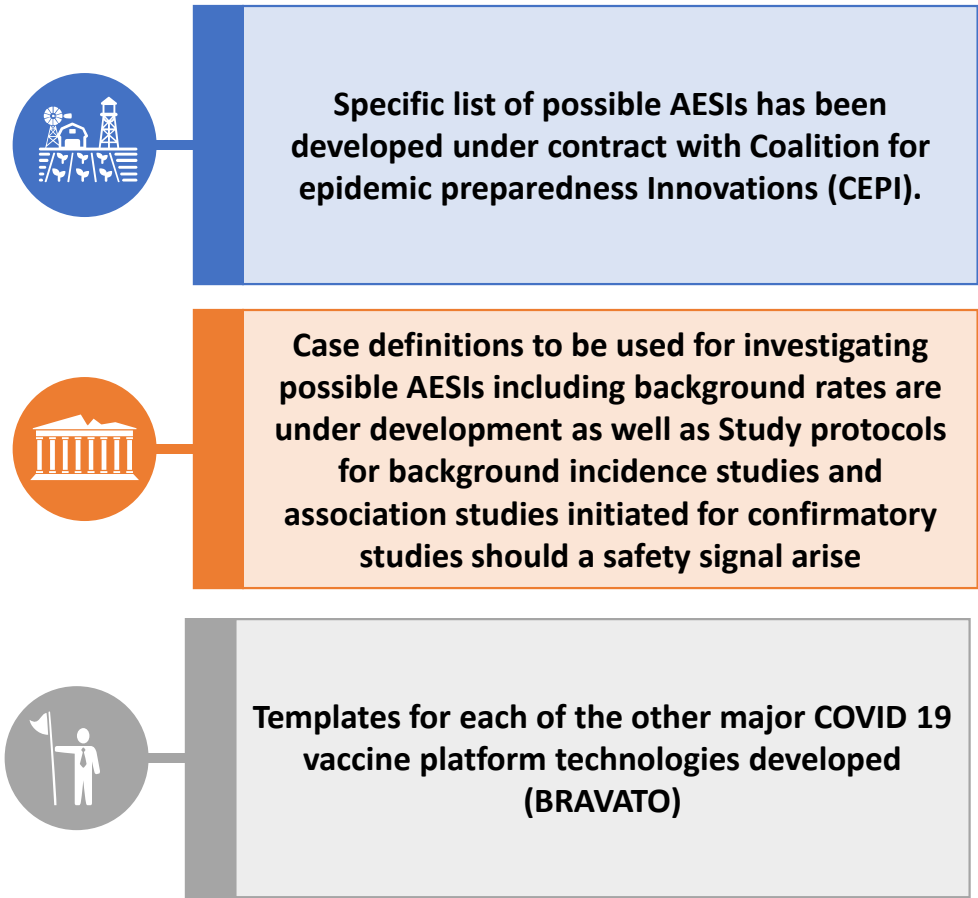 Specific list of possible AESIs has been
developed under contract with Coalition for
epidemic preparedness Innovations (CEPI).
Case definitions to be used for investigating
possible AESIs including background rates are
under development as well as Study protocols
for background incidence studies and
association studies initiated for confirmatory
studies should a safety signal arise
Templates for each of the other major COVID 19
vaccine platform technologies developed
(BRAVATO)